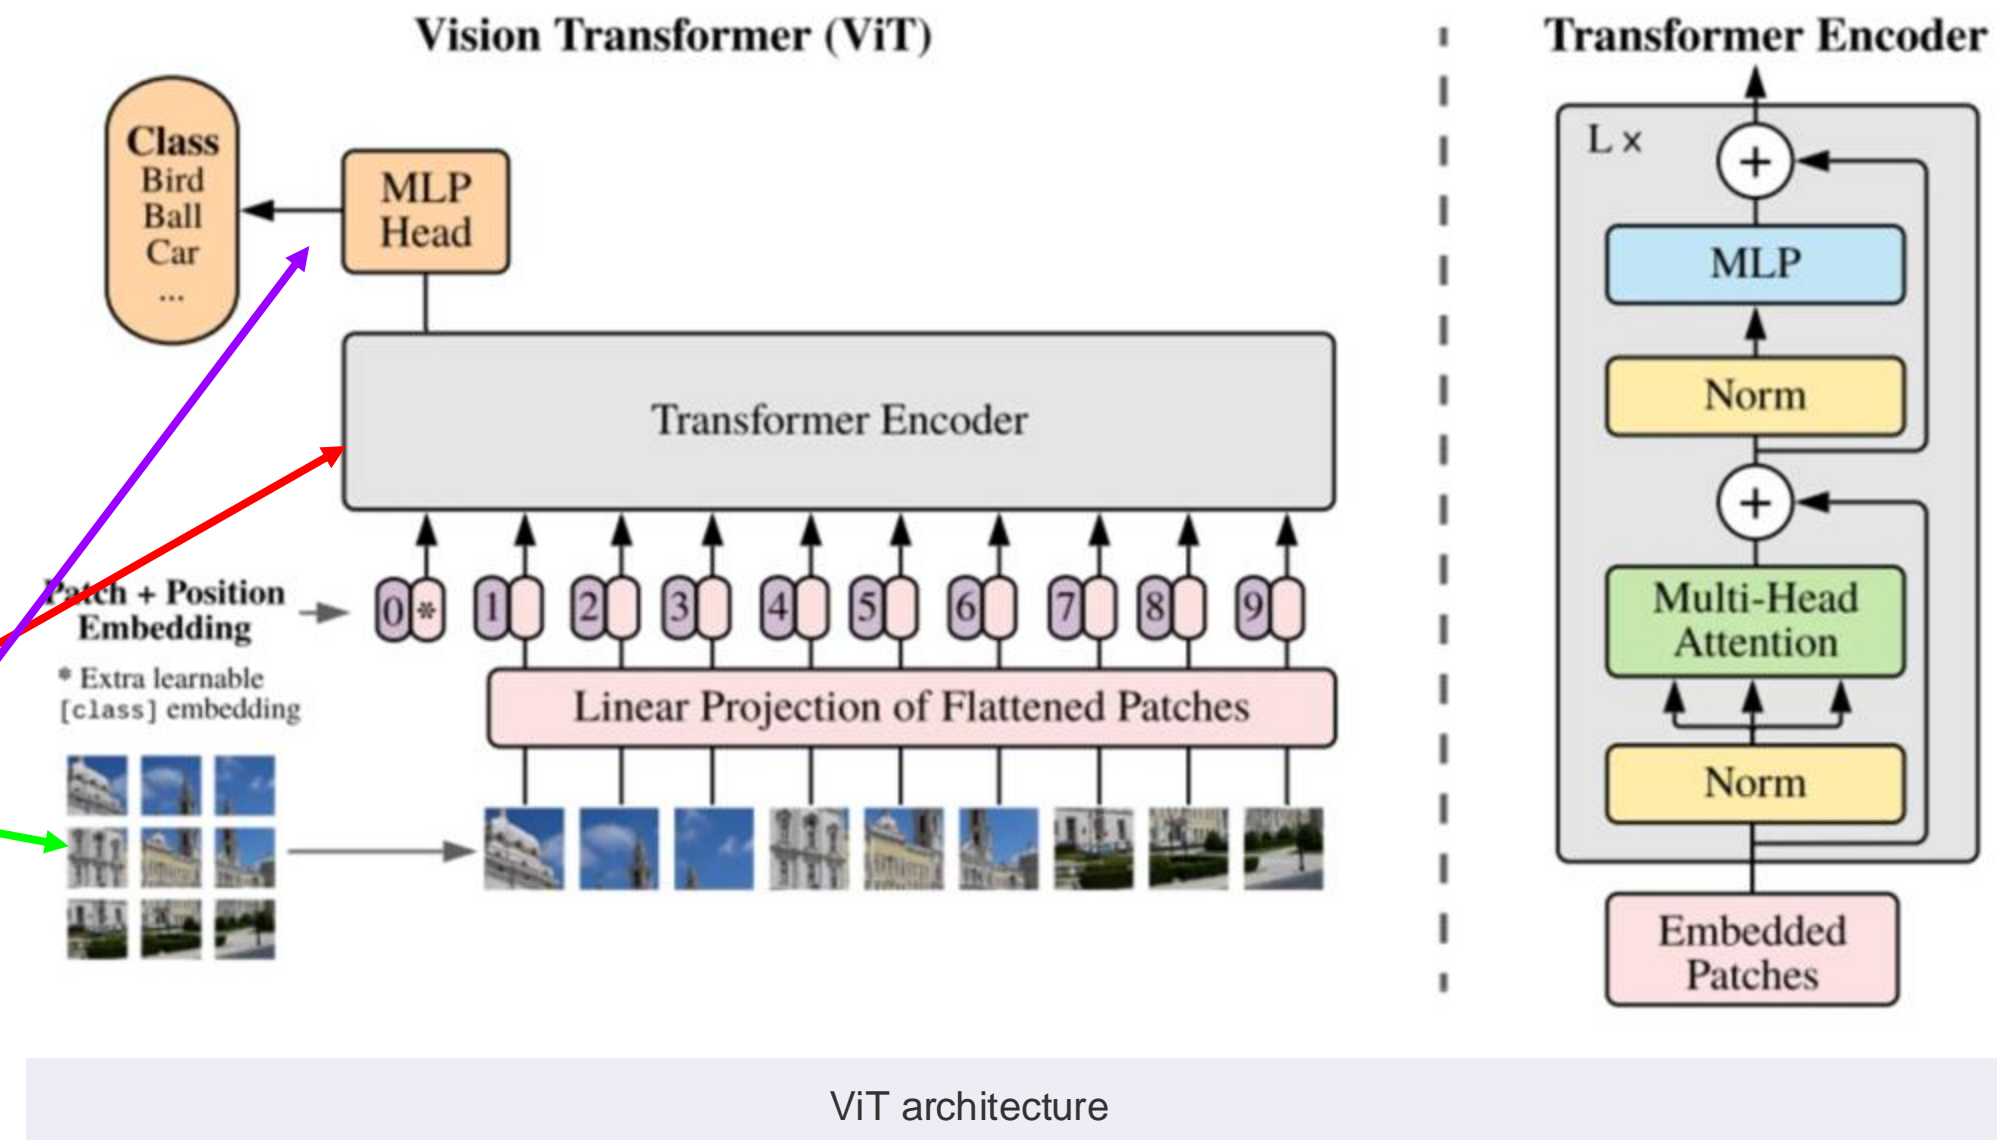 Vision Transformer (ViT)
Class
Bird
Ball
Car
...
MLP
Head
Transformer Encoder
Patch + Position
Embedding
* Extra learnable
[class] embedding
0 * 1 2 3 4 5 6 7 8 9
Linear Projection of Flattened Patches
Transformer Encoder
L x
+
MLP
Norm
+
Multi-Head
Attention
Norm
Embedded
Patches
ViT architecture